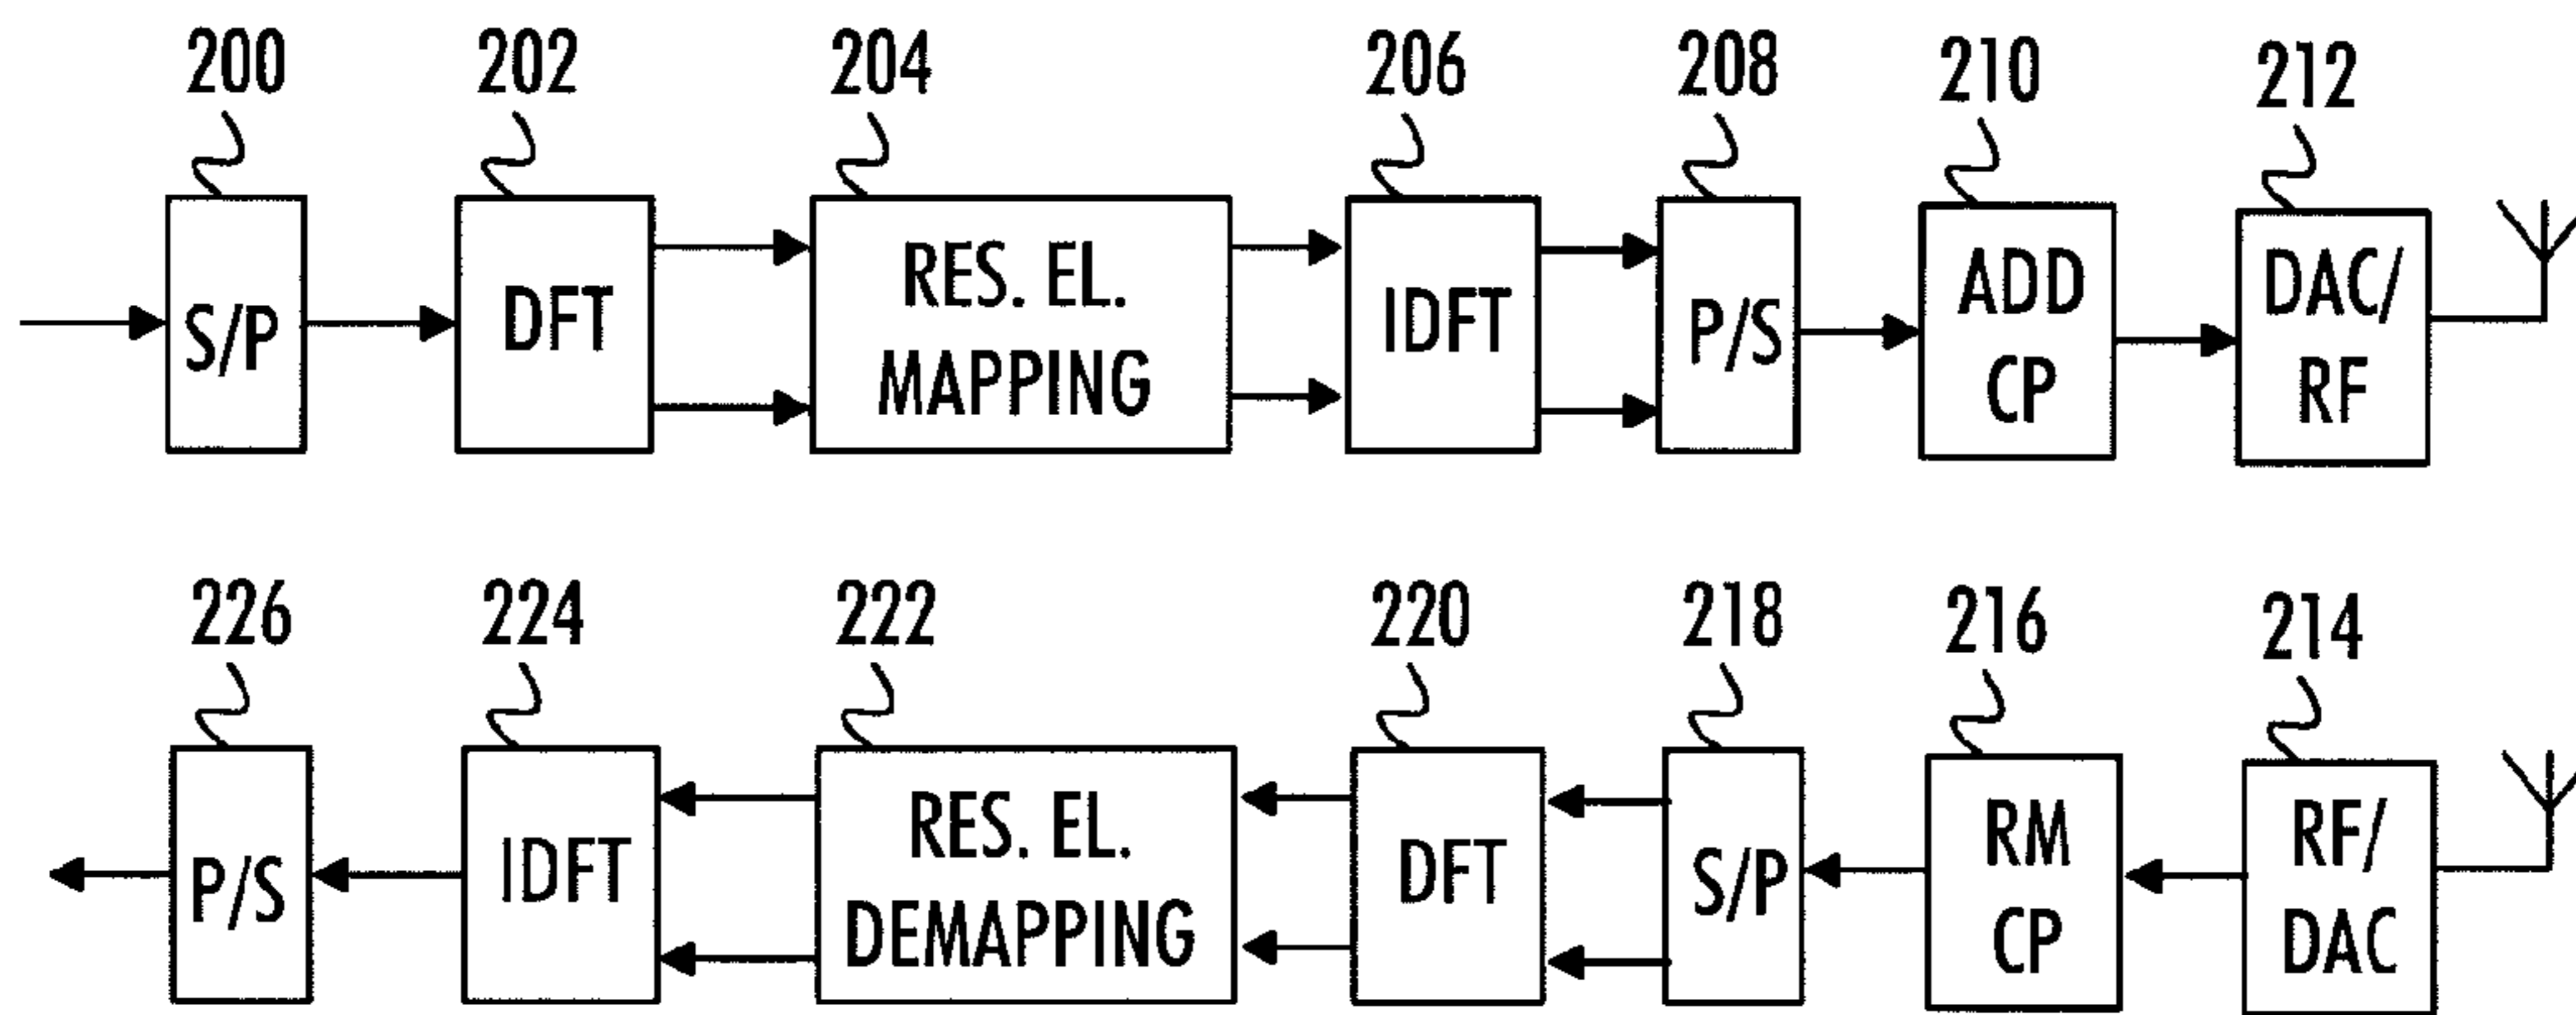 200 202 204 206 208 210 212
S/P
DFT
RES. EL.
MAPPING
IDFT
P/S
ADD
CP
DAC/
RF
226 224 222 220 218 216 214
P/S
IDFT
RES. EL.
DEMAPPING
DFT
S/P
RM
CP
RF/
DAC